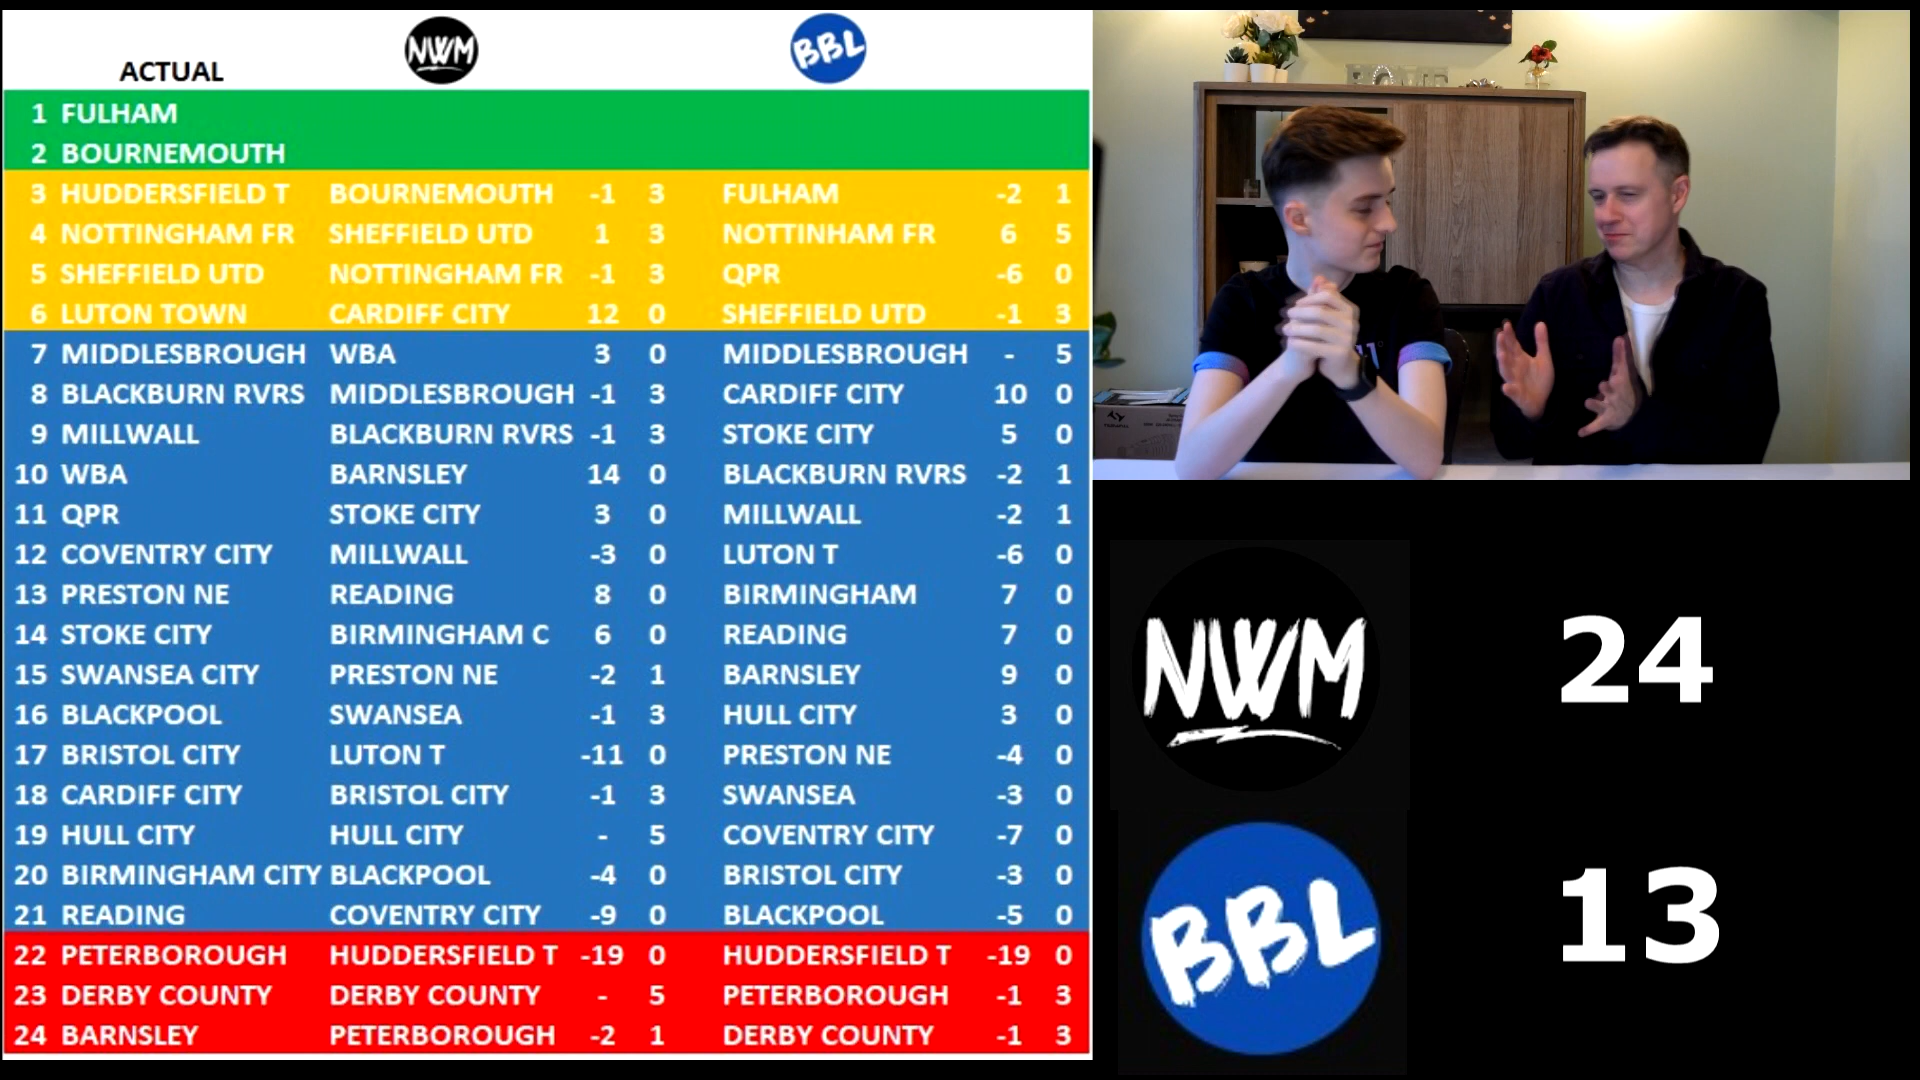 ACTUAL NWM BBL
1 FULHAM
2 BOURNEMOUTH
3 HUDDERSFIELD T BOURNEMOUTH -1 3 FULHAM -2 1
4 NOTTINGHAM FR SHEFFIELD UTD 1 3 NOTTINHAM FR 6 5
5 SHEFFIELD UTD NOTTINGHAM FR -1 3 QPR -6 0
6 LUTON TOWN CARDIFF CITY 12 0 SHEFFIELD UTD -1 3
7 MIDDLESBROUGH WBA 3 0 MIDDLESBROUGH - 5
8 BLACKBURN RVRS MIDDLESBROUGH -1 3 CARDIFF CITY 10 0
9 MILLWALL BLACKBURN RVRS -1 3 STOKE CITY 5 0
10 WBA BARNSLEY 14 0 BLACKBURN RVRS -2 1
11 QPR STOKE CITY 3 0 MILLWALL -2 1
12 COVENTRY CITY MILLWALL -3 0 LUTON T -6 0
13 PRESTON NE READING 8 0 BIRMINGHAM 7 0
14 STOKE CITY BIRMINGHAM C 6 0 READING 7 0
15 SWANSEA CITY PRESTON NE -2 1 BARNSLEY 9 0
16 BLACKPOOL SWANSEA -1 3 HULL CITY 3 0
17 BRISTOL CITY LUTON T -11 0 PRESTON NE -4 0
18 CARDIFF CITY BRISTOL CITY -1 3 SWANSEA -3 0
19 HULL CITY HULL CITY - 5 COVENTRY CITY -7 0
20 BIRMINGHAM CITY BLACKPOOL -4 0 BRISTOL CITY -3 0
21 READING COVENTRY CITY -9 0 BLACKPOOL -5 0
22 PETERBOROUGH HUDDERSFIELD T -19 0 HUDDERSFIELD T -19 0
23 DERBY COUNTY DERBY COUNTY - 5 PETERBOROUGH -1 3
24 BARNSLEY PETERBOROUGH -2 1 DERBY COUNTY -1 3
NWM 24
BBL 13